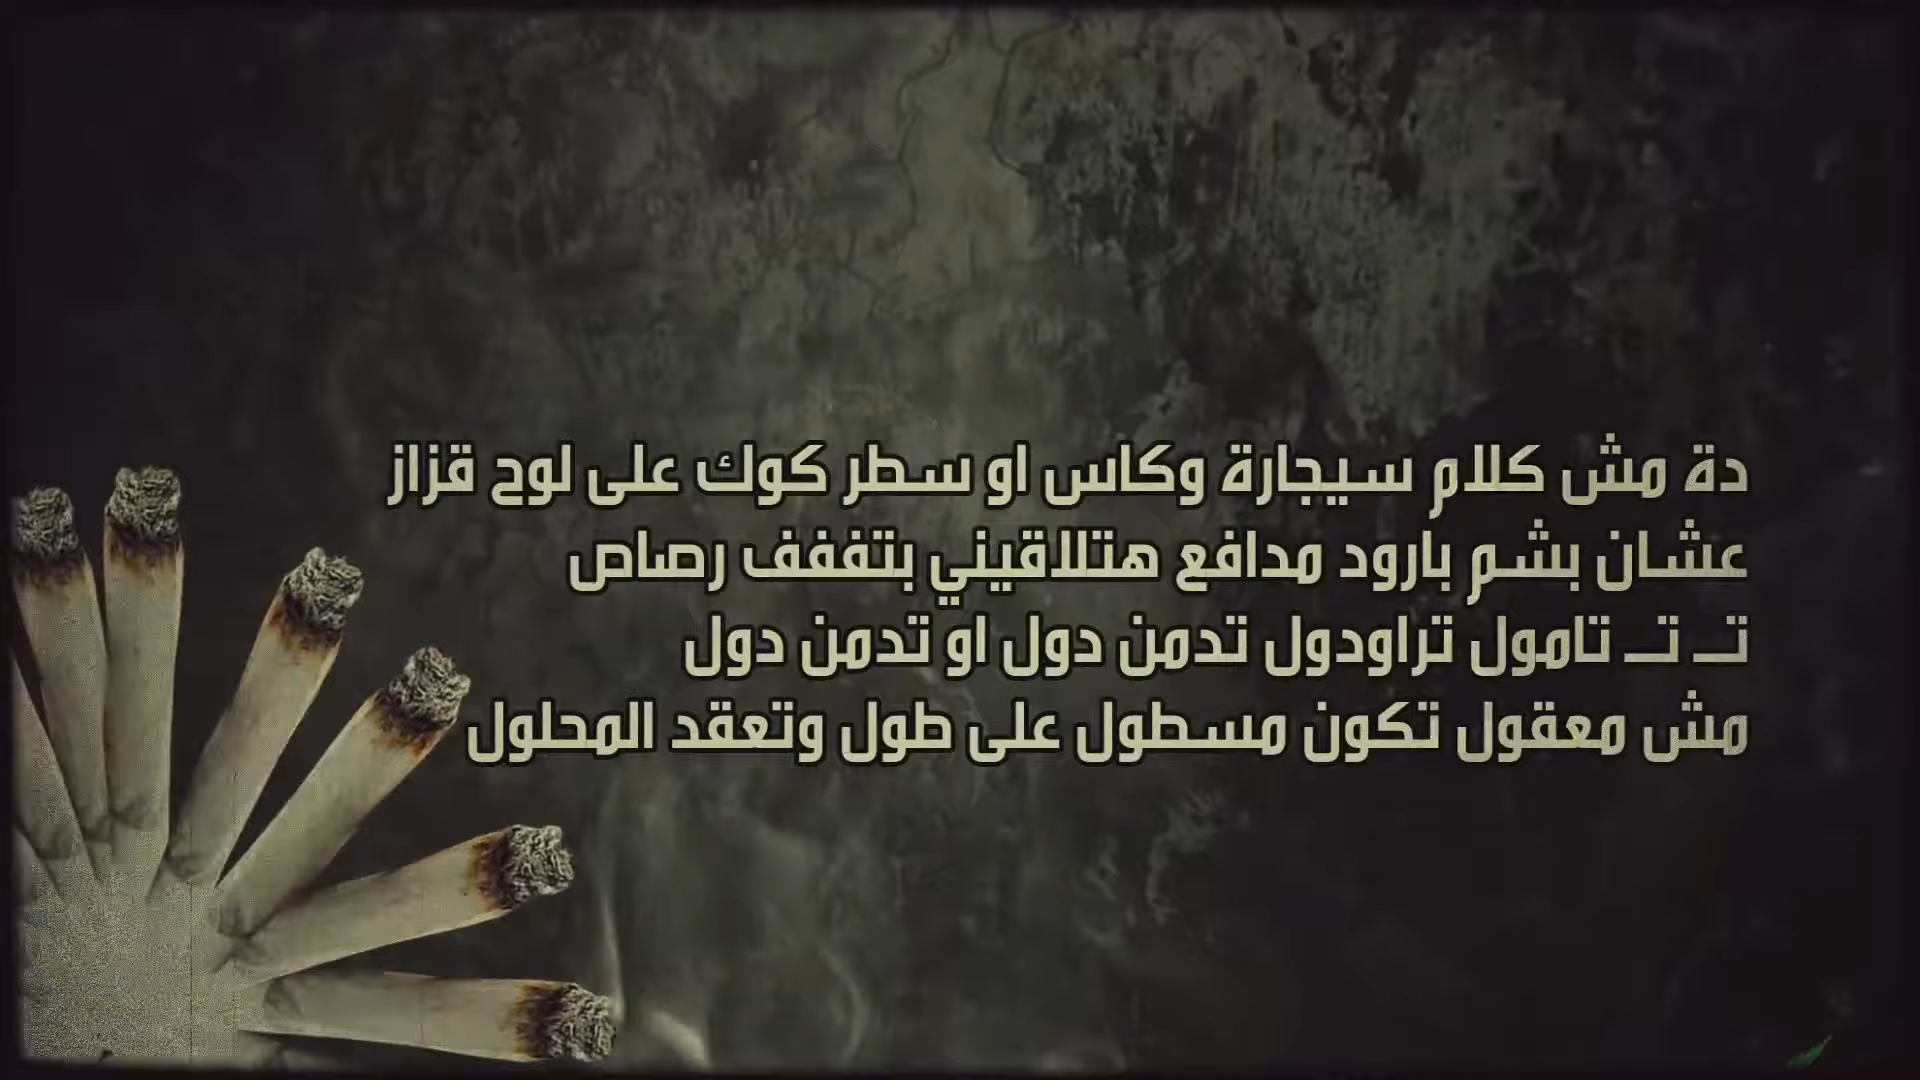 دة مش كلام سيجارة وكاس او سطر كوك على لوح قزاز
عشان بشم بارود مدافع هتلاقيني بتففف رصاص
تـ تـ تامول تراودول تدمن دول او تدمن دول
مش معقول تكون مسطول على طول وتعقد المحلول